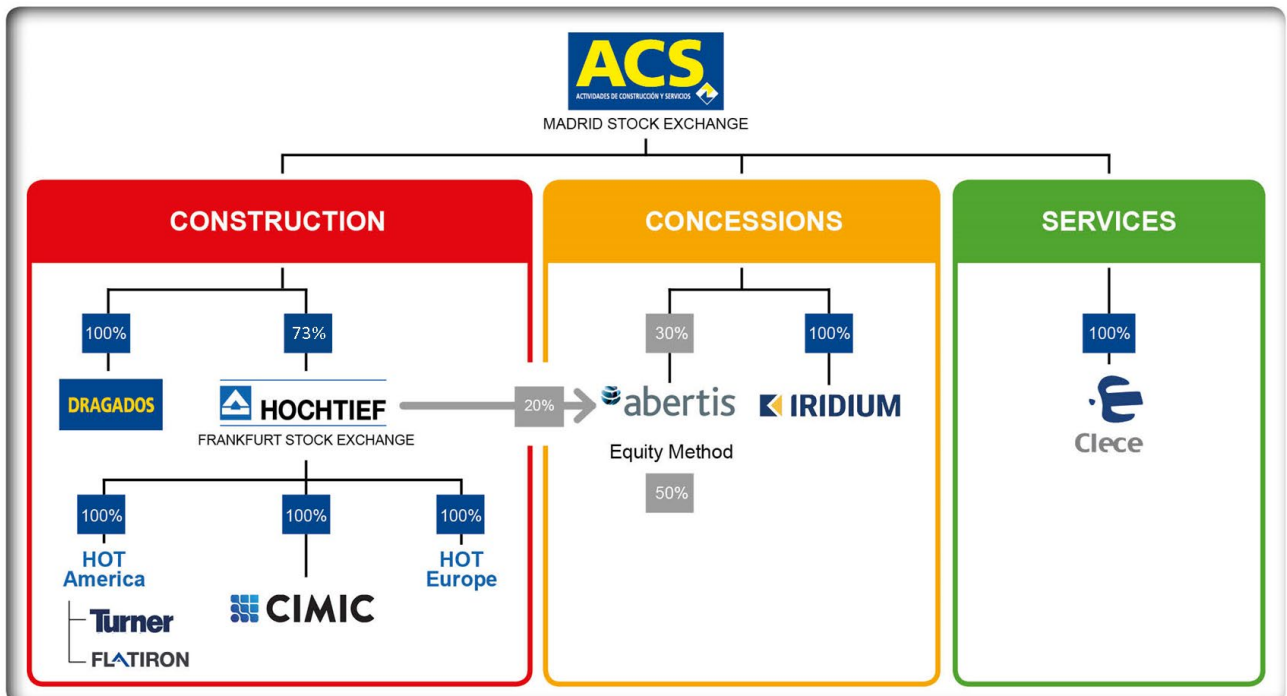 ACS
ACTIVIDADES DE CONSTRUCCIÓN Y SERVICIOS
MADRID STOCK EXCHANGE
CONSTRUCTION
CONCESSIONS
SERVICES
100%
73%
30%
100%
100%
DRAGADOS
HOCHTIEF
20%
abertis
IRIDIUM
Clece
FRANKFURT STOCK EXCHANGE
Equity Method
50%
100%
100%
100%
HOT
America
HOT
Europe
CIMIC
Turner
FLATIRON